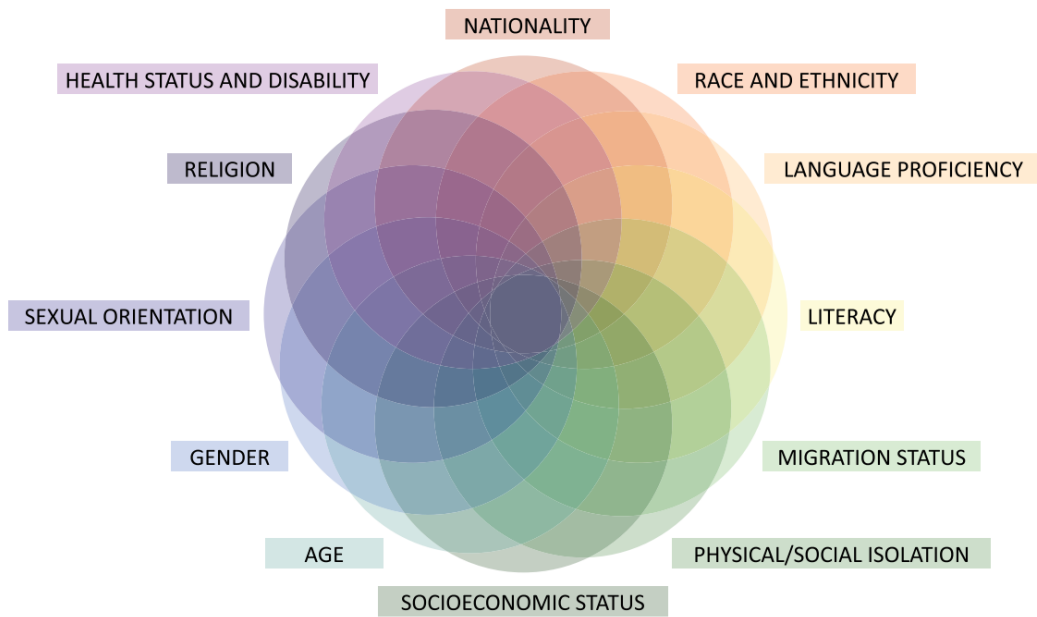 NATIONALITY
HEALTH STATUS AND DISABILITY
RACE AND ETHNICITY
RELIGION
LANGUAGE PROFICIENCY
SEXUAL ORIENTATION
LITERACY
GENDER
MIGRATION STATUS
AGE
PHYSICAL/SOCIAL ISOLATION
SOCIOECONOMIC STATUS